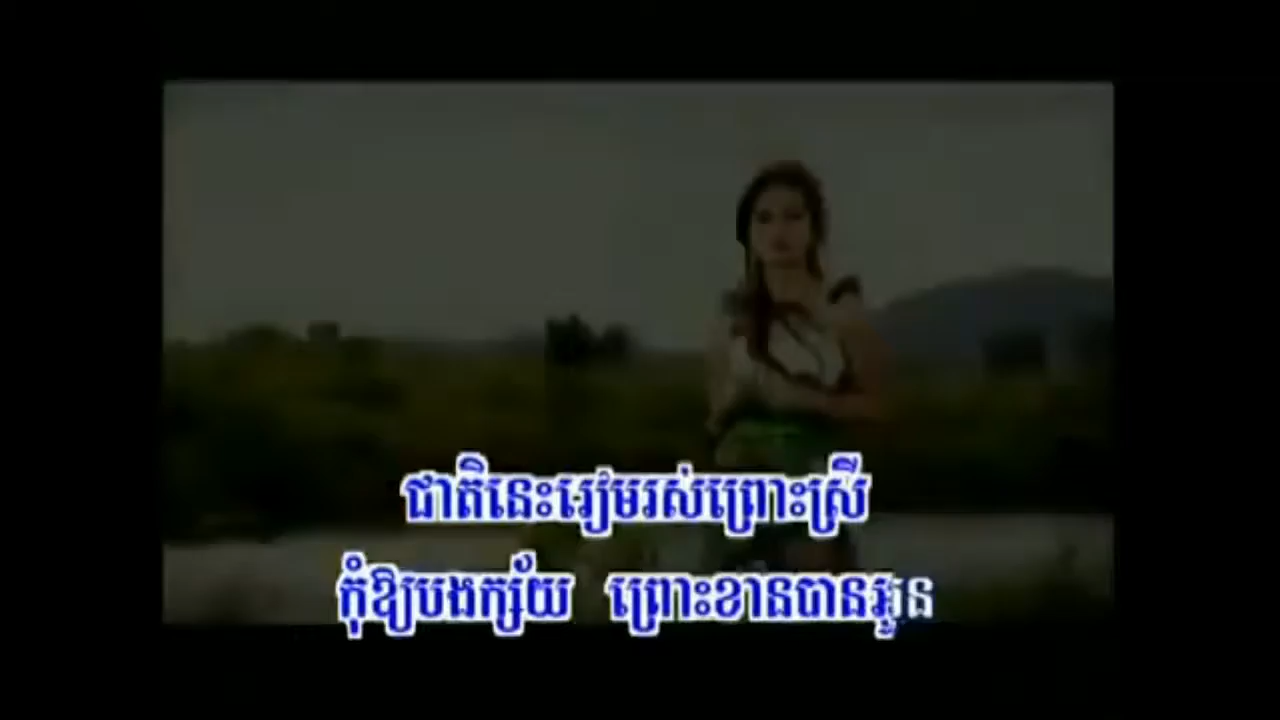 ជាតិនេះរៀមរស់ព្រោះស្រី
កុំឱ្យបងក្ស័យ ព្រោះខានបានអូន